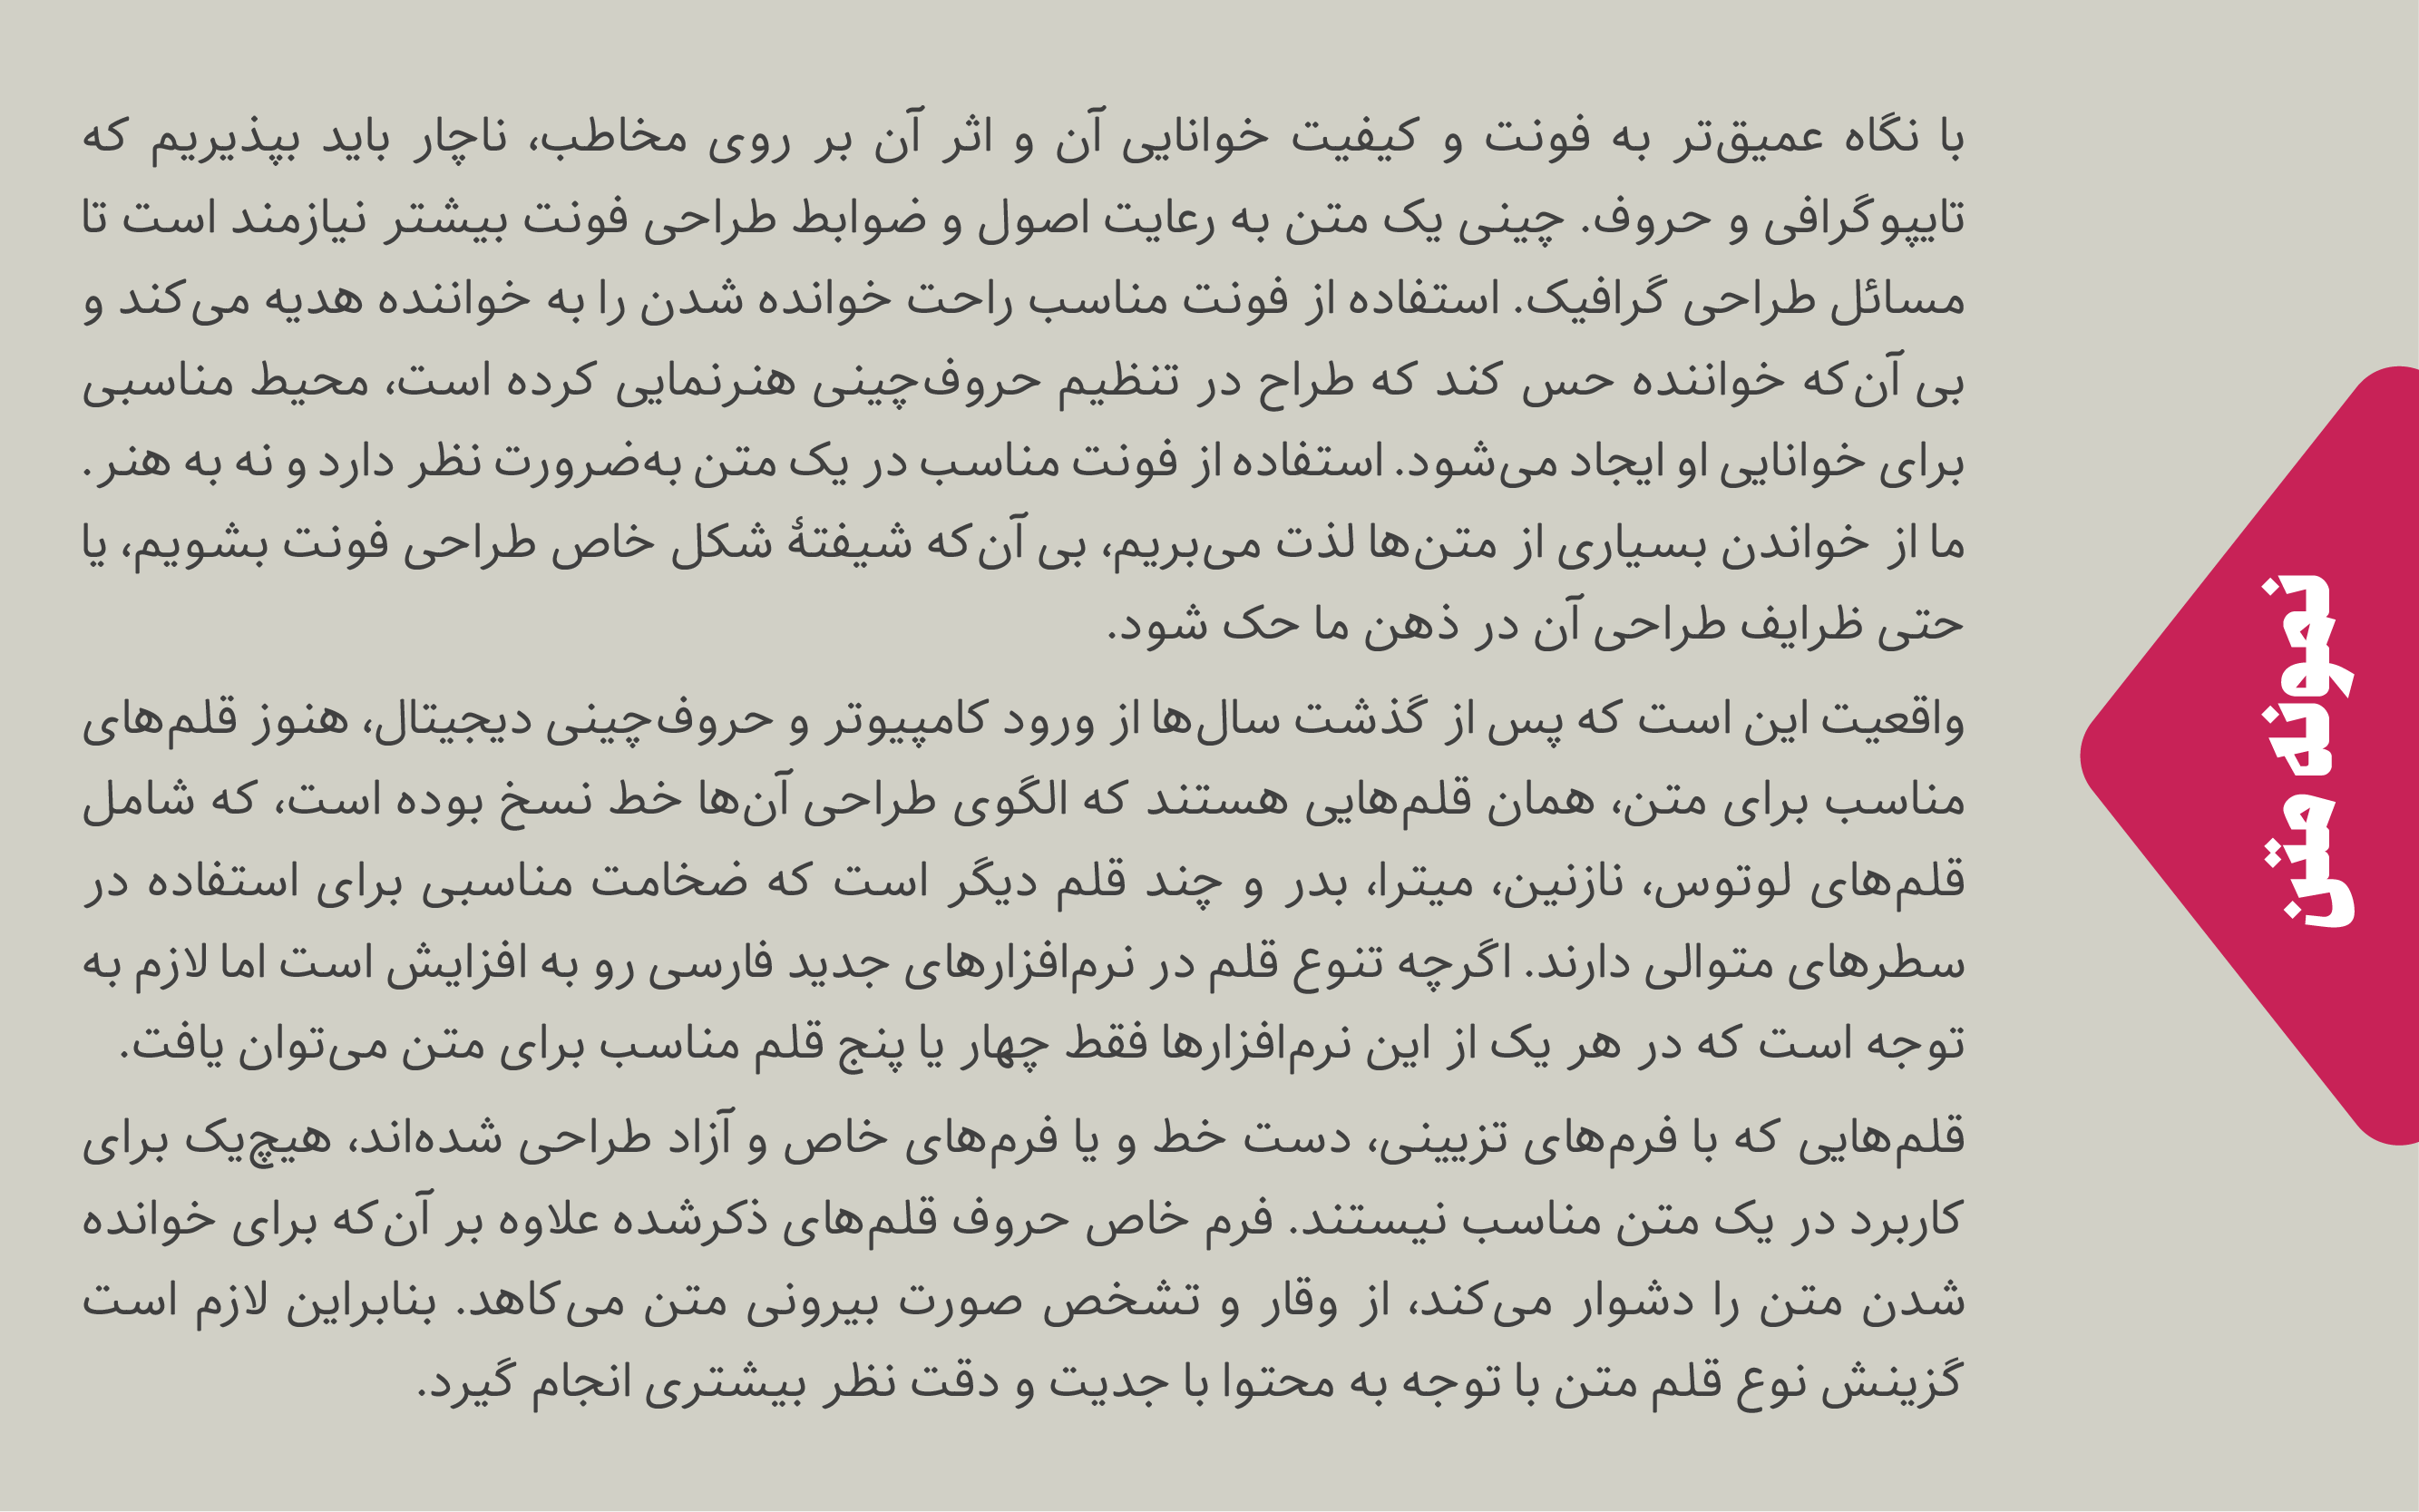 نمونه متن
با نگاه عمیق‌تر به فونت و کیفیت خوانایی آن و اثر آن بر روی مخاطب، ناچار باید بپذیریم که
تایپوگرافی و حروف. چینی یک متن به رعایت اصول و ضوابط طراحی فونت بیشتر نیازمند است تا
مسائل طراحی گرافیک. استفاده از فونت مناسب راحت خوانده شدن را به خواننده هدیه می‌کند و
بی آن‌که خواننده حس کند که طراح در تنظیم حروف‌چینی هنرنمایی کرده است، محیط مناسبی
برای خوانایی او ایجاد می‌شود. استفاده از فونت مناسب در یک متن به‌ضرورت نظر دارد و نه به هنر.
ما از خواندن بسیاری از متن‌ها لذت می‌بریم، بی آن‌که شیفتهٔ شکل خاص طراحی فونت بشویم، یا
حتی ظرایف طراحی آن در ذهن ما حک شود.
واقعیت این است که پس از گذشت سال‌ها از ورود کامپیوتر و حروف‌چینی دیجیتال، هنوز قلم‌های
مناسب برای متن، همان قلم‌هایی هستند که الگوی طراحی آن‌ها خط نسخ بوده است، که شامل
قلم‌های لوتوس، نازنین، میترا، بدر و چند قلم دیگر است که ضخامت مناسبی برای استفاده در
سطرهای متوالی دارند. اگرچه تنوع قلم در نرم‌افزارهای جدید فارسی رو به افزایش است اما لازم به
توجه است که در هر یک از این نرم‌افزارها فقط چهار یا پنج قلم مناسب برای متن می‌توان یافت.
قلم‌هایی که با فرم‌های تزیینی، دست خط و یا فرم‌های خاص و آزاد طراحی شده‌اند، هیچ‌یک برای
کاربرد در یک متن مناسب نیستند. فرم خاص حروف قلم‌های ذکرشده علاوه بر آن‌که برای خوانده
شدن متن را دشوار می‌کند، از وقار و تشخص صورت بیرونی متن می‌کاهد. بنابراین لازم است
گزینش نوع قلم متن با توجه به محتوا با جدیت و دقت نظر بیشتری انجام گیرد.